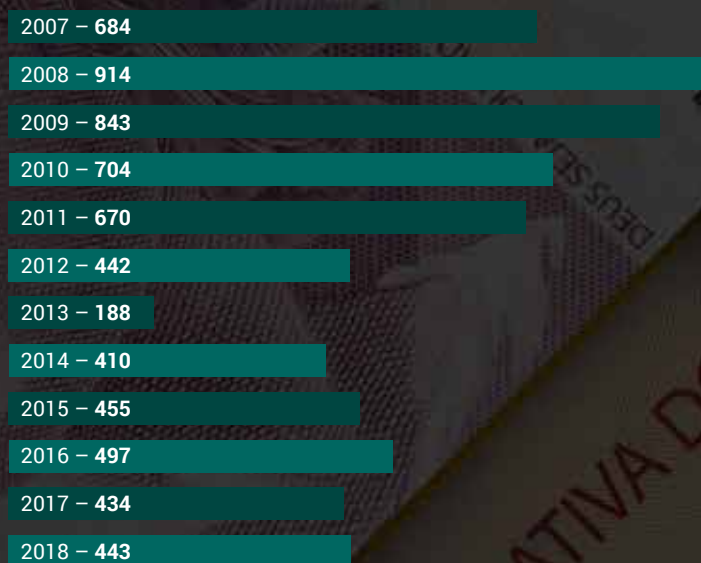 2007 – 684
2008 – 914
2009 – 843
2010 – 704
2011 – 670
2012 – 442
2013 – 188
2014 – 410
2015 – 455
2016 – 497
2017 – 434
2018 – 443
DEUS SE
ATIVA D